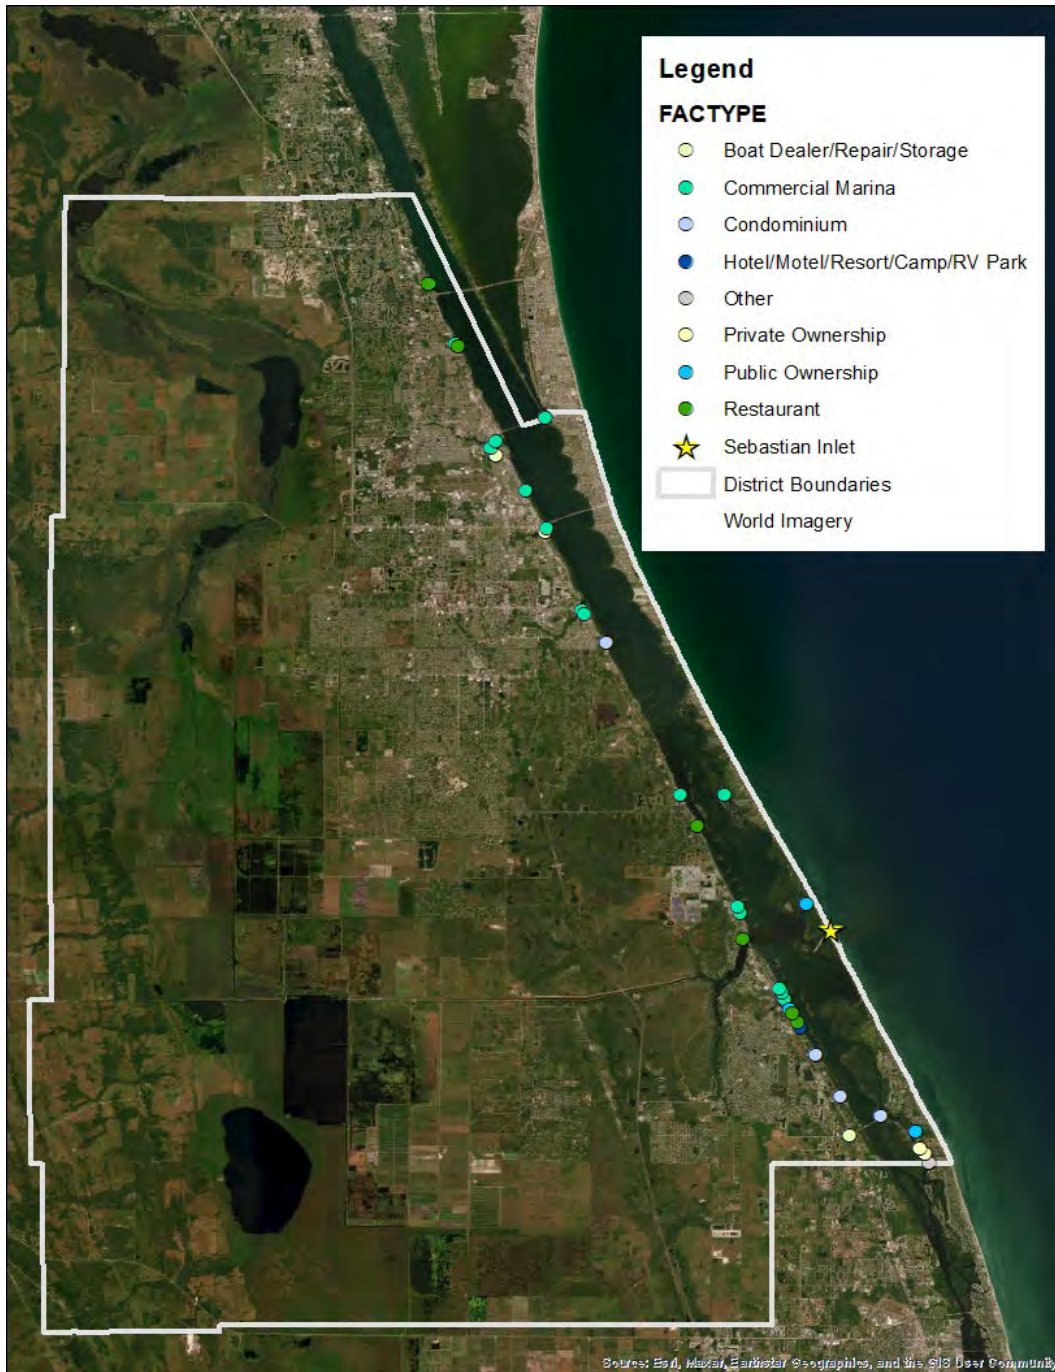 Legend
FACTYPE
Boat Dealer/Repair/Storage
Commercial Marina
Condominium
Hotel/Motel/Resort/Camp/RV Park
Other
Private Ownership
Public Ownership
Restaurant
Sebastian Inlet
District Boundaries
World Imagery
Source: Esri, Maxar, Earthstar Geographics, and the GIS User Community